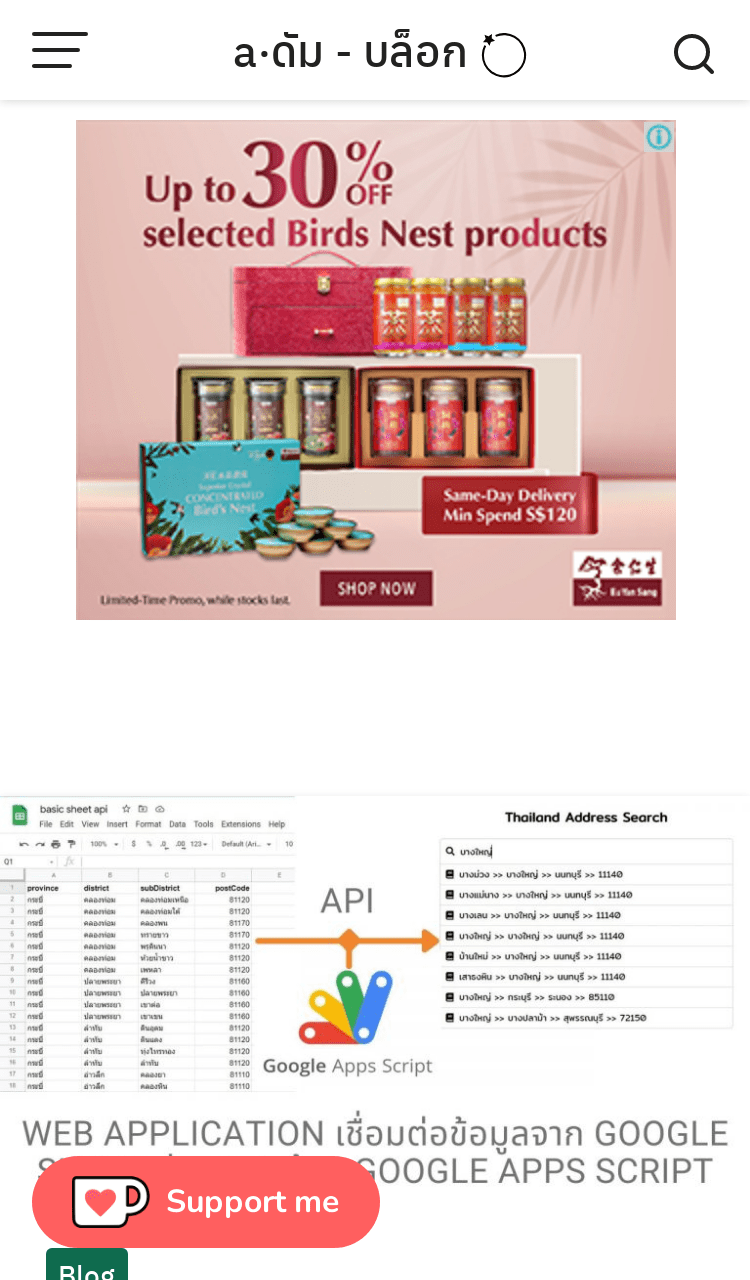 a·ดัม - บล็อก
Up to 30% OFF
selected Birds Nest products
CONCENTRATED
Bird's Nest
Same-Day Delivery
Min Spend S$120
SHOP NOW
Limited-Time Promo, while stocks last.
余仁生
Eu Yan Sang
basic sheet api
File Edit View Insert Format Data Tools Extensions Help
100% $ % .0 .00 123 Default (Ari... 10
Q1 fx
A B C D E
1 province district subDistrict postCode
2 กระบี่ คลองท่อม คลองท่อมเหนือ 81120
3 กระบี่ คลองท่อม คลองท่อมใต้ 81120
4 กระบี่ คลองท่อม คลองพน 81170
5 กระบี่ คลองท่อม ทรายขาว 81170
6 กระบี่ คลองท่อม พรุดินนา 81120
7 กระบี่ คลองท่อม ห้วยน้ำขาว 81120
8 กระบี่ คลองท่อม เพหลา 81120
9 กระบี่ ปลายพระยา คีรีวง 81160
10 กระบี่ ปลายพระยา ปลายพระยา 81160
11 กระบี่ ปลายพระยา เขาต่อ 81160
12 กระบี่ ปลายพระยา เขาเขน 81160
13 กระบี่ ลำทับ ดินอุดม 81120
14 กระบี่ ลำทับ ดินแดง 81120
15 กระบี่ ลำทับ ทุ่งไทรทอง 81120
16 กระบี่ ลำทับ ลำทับ 81120
17 กระบี่ อ่าวลึก คลองยา 81110
18 กระบี่ อ่าวลึก คลองหิน 81110
API
Google Apps Script
Thailand Address Search
บางใหญ่
บางม่วง >> บางใหญ่ >> นนทบุรี >> 11140
บางแม่นาง >> บางใหญ่ >> นนทบุรี >> 11140
บางเลน >> บางใหญ่ >> นนทบุรี >> 11140
บางใหญ่ >> บางใหญ่ >> นนทบุรี >> 11140
บ้านใหม่ >> บางใหญ่ >> นนทบุรี >> 11140
เสาธงหิน >> บางใหญ่ >> นนทบุรี >> 11140
บางใหญ่ >> กระบุรี >> ระนอง >> 85110
บางใหญ่ >> บางปลาม้า >> สุพรรณบุรี >> 72150
WEB APPLICATION เชื่อมต่อข้อมูลจาก GOOGLE
GOOGLE APPS SCRIPT
Support me
Blog